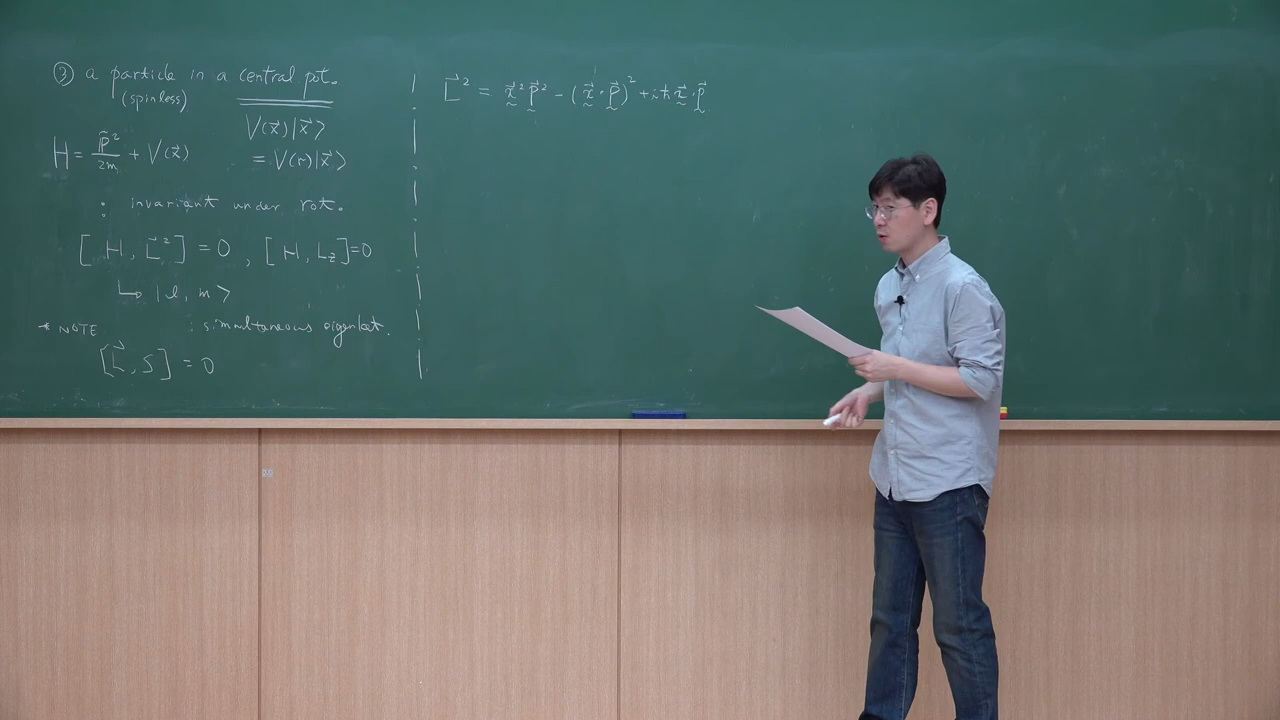 ③ a particle in a central pot.
(spinless)
V(x⃗)|x⃗>
H = p⃗²/2m + V(x⃗) = V(r)|x⃗>
: invariant under rot.
[H, L⃗²] = 0, [H, Lz]=0
↳ |l, m>
: simultaneous eigenket.
* NOTE
[L⃗, S] = 0
L⃗² = x⃗²p⃗² - (x⃗·p⃗)² + iħx⃗·p⃗